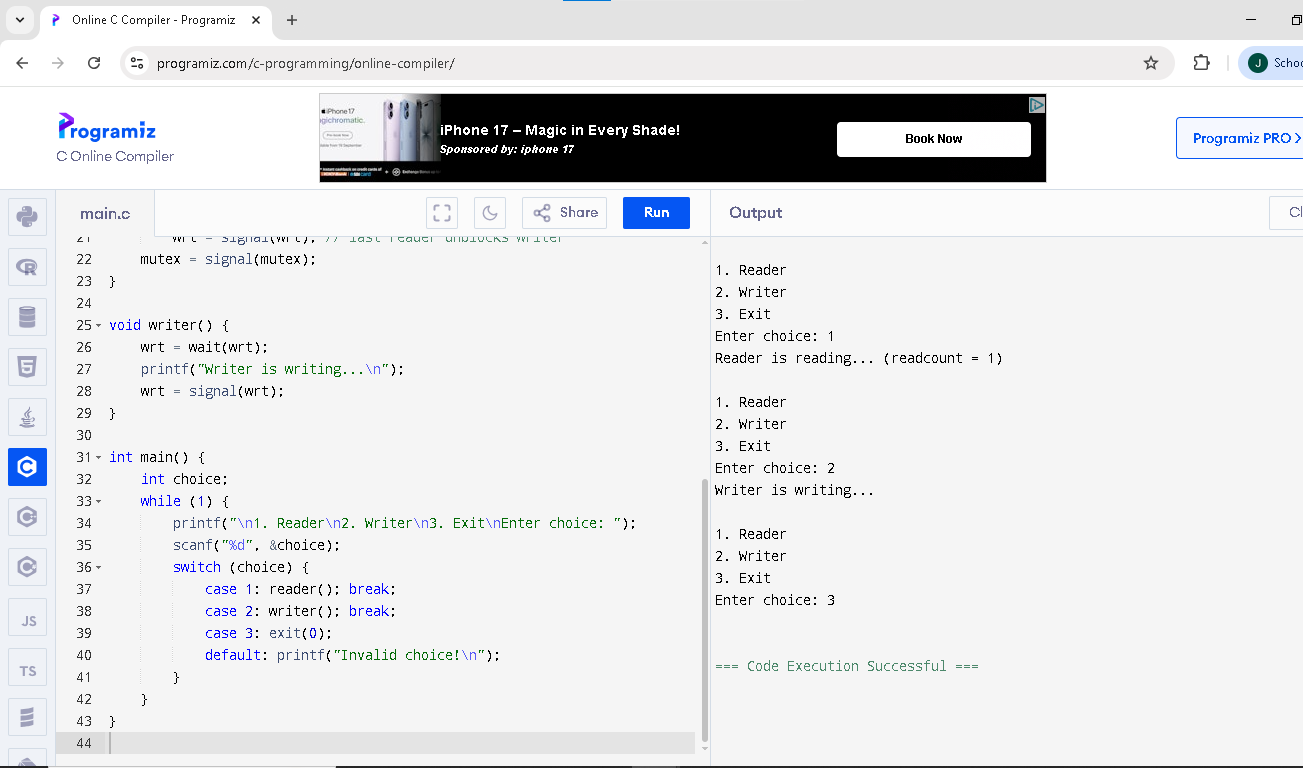 Online C Compiler - Programiz
programiz.com/c-programming/online-compiler/
J
Programiz
C Online Compiler
iPhone 17
Pre-book Now
iPhone 17 – Magic in Every Shade!
Sponsored by: iphone 17
Book Now
Programiz PRO
main.c
Share
Run
Output
21 wrt = signal(wrt); // last reader unblocks writer
22 mutex = signal(mutex);
23 }
24
25 void writer() {
26 wrt = wait(wrt);
27 printf("Writer is writing...\n");
28 wrt = signal(wrt);
29 }
30
31 int main() {
32 int choice;
33 while (1) {
34 printf("\n1. Reader\n2. Writer\n3. Exit\nEnter choice: ");
35 scanf("%d", &choice);
36 switch (choice) {
37 case 1: reader(); break;
38 case 2: writer(); break;
39 case 3: exit(0);
40 default: printf("Invalid choice!\n");
41 }
42 }
43 }
44
JS
TS
1. Reader
2. Writer
3. Exit
Enter choice: 1
Reader is reading... (readcount = 1)
1. Reader
2. Writer
3. Exit
Enter choice: 2
Writer is writing...
1. Reader
2. Writer
3. Exit
Enter choice: 3
=== Code Execution Successful ===